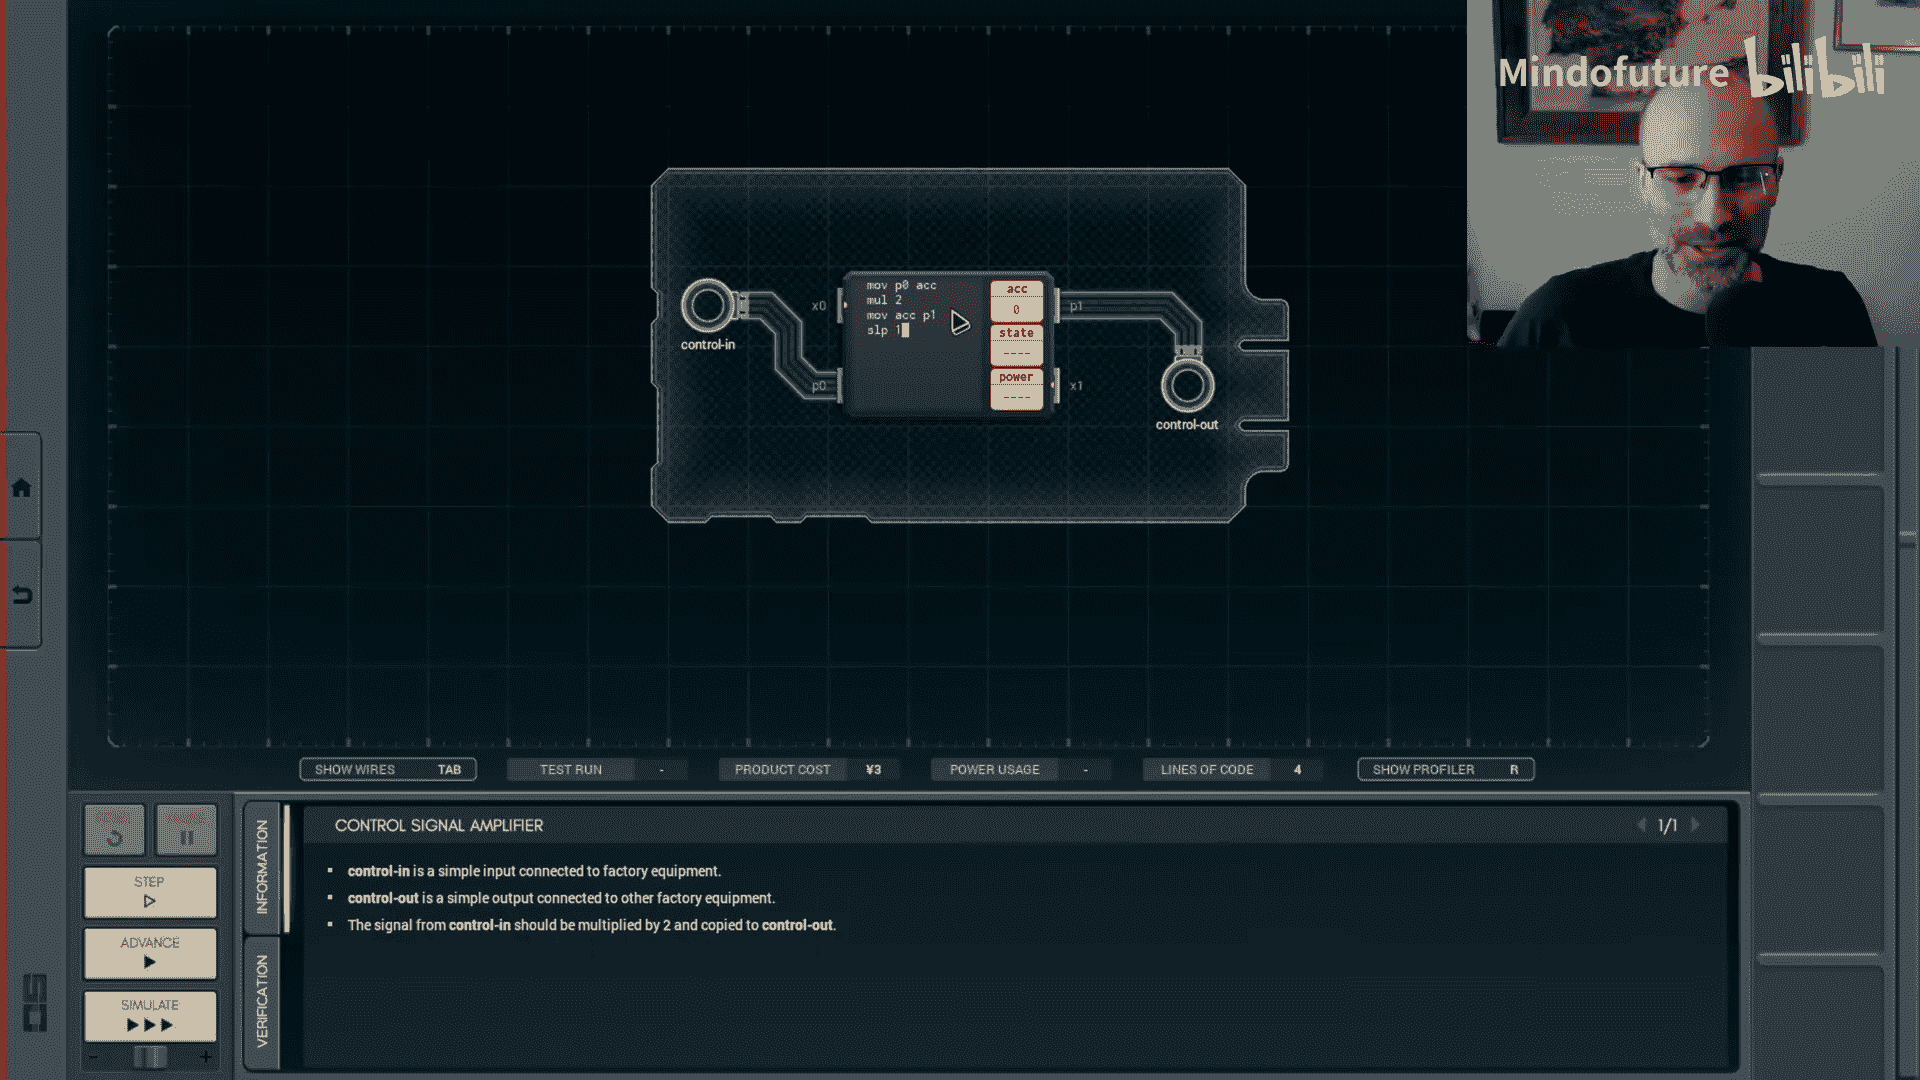 Mindofuture bilibili
mov p0 acc
mul 2
mov acc p1
slp 1
acc
0
state
----
power
----
x0
p0
p1
x1
control-in
control-out
SHOW WIRES TAB
TEST RUN -
PRODUCT COST ¥3
POWER USAGE -
LINES OF CODE 4
SHOW PROFILER R
STEP
ADVANCE
SIMULATE
- +
INFORMATION
VERIFICATION
CONTROL SIGNAL AMPLIFIER
1/1
▪ control-in is a simple input connected to factory equipment.
▪ control-out is a simple output connected to other factory equipment.
▪ The signal from control-in should be multiplied by 2 and copied to control-out.